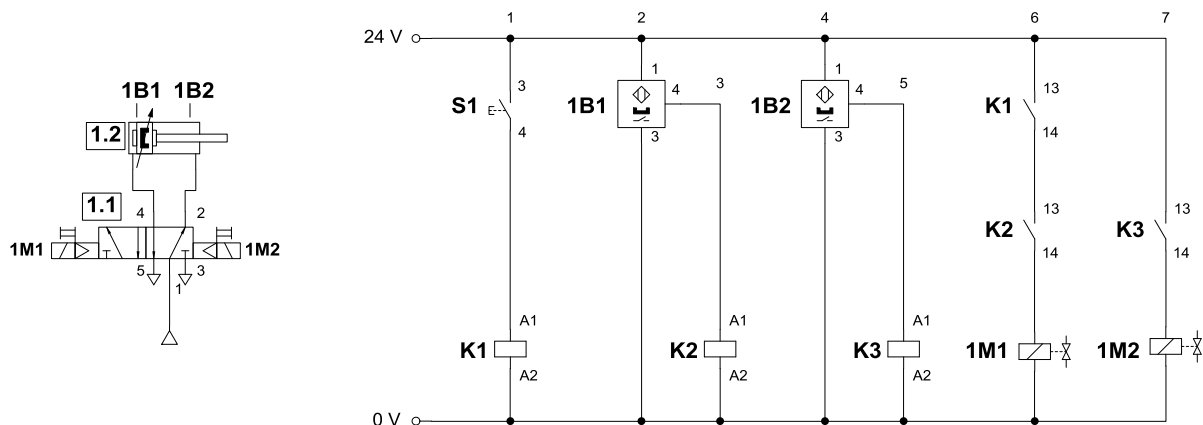 1 2 4 6 7
24 V
1B1 1B2
3 1 4 3 1 4 5 13
S1 1B1 1B2 K1
4 3 3 14
1.2
1.1
4 2
13 13
1M1 1M2 K2 K3
5 3 14 14
1
A1 A1 A1
K1 K2 K3 1M1 1M2
A2 A2 A2
0 V